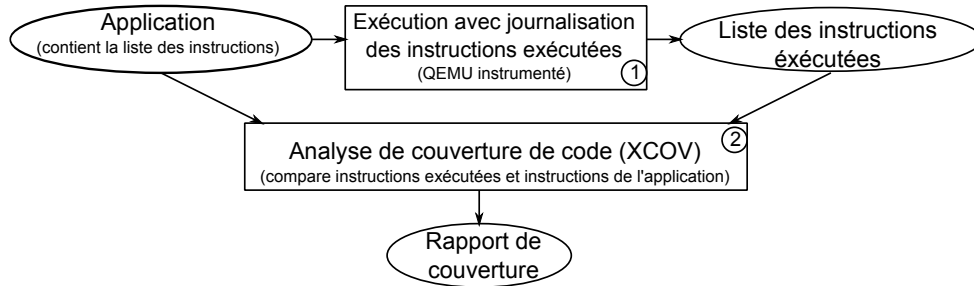 Application
(contient la liste des instructions)
Exécution avec journalisation
des instructions exécutées
(QEMU instrumenté)
1
Liste des instructions
éxécutées
Analyse de couverture de code (XCOV)
(compare instructions exécutées et instructions de l'application)
2
Rapport de
couverture